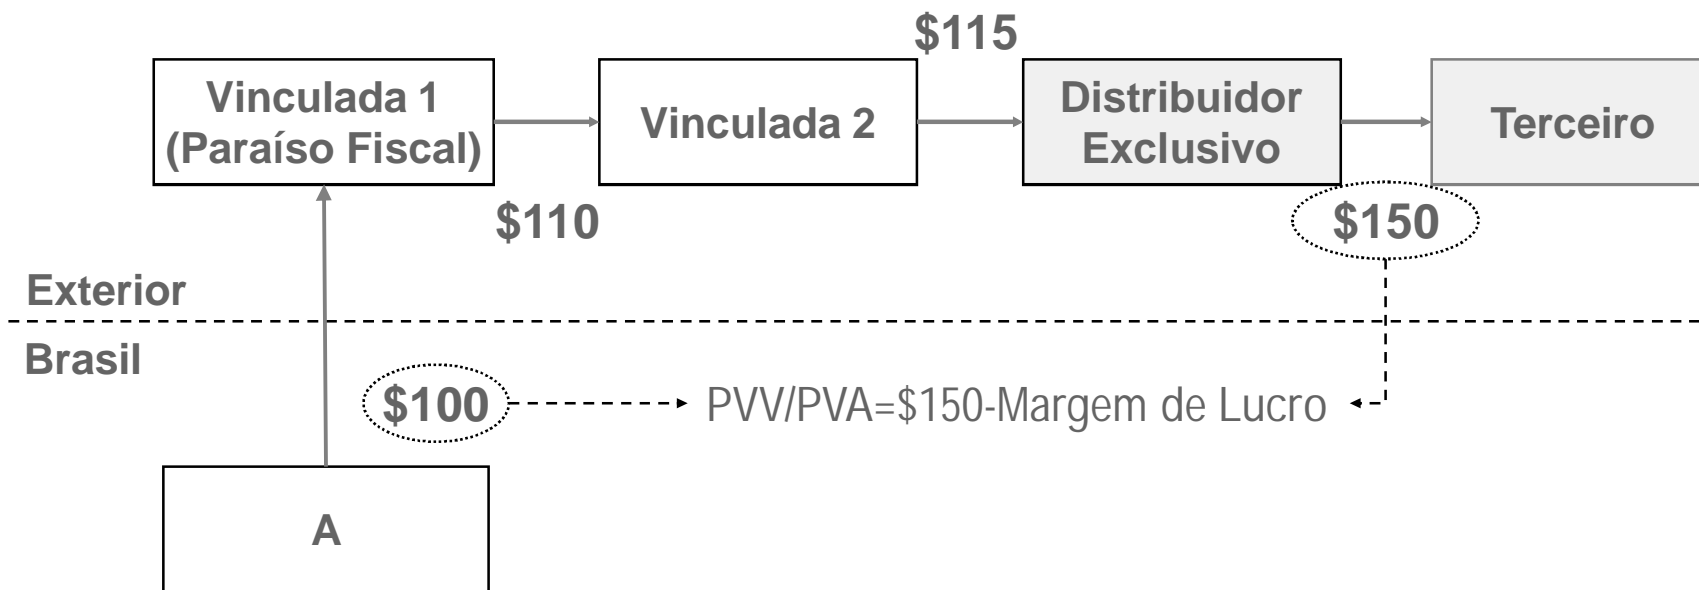 $115
Vinculada 1
(Paraíso Fiscal)
Vinculada 2
Distribuidor
Exclusivo
Terceiro
$110
$150
Exterior
Brasil
$100
PVV/PVA=$150-Margem de Lucro
A